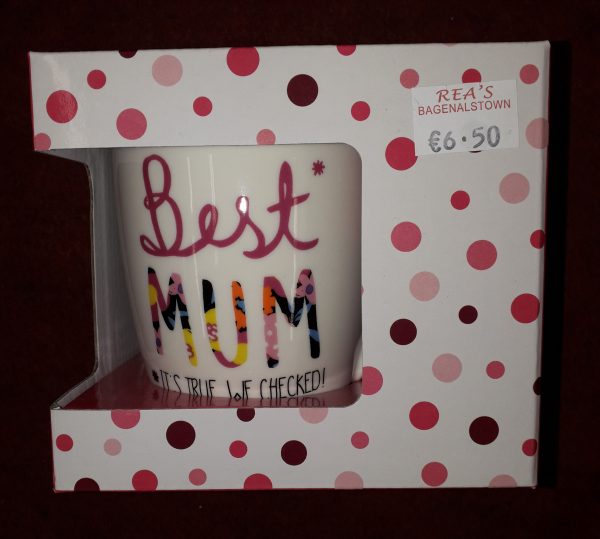 REA'S
BAGENALSTOWN
€6.50
Best*
MUM
*IT'S TRUE WE CHECKED!